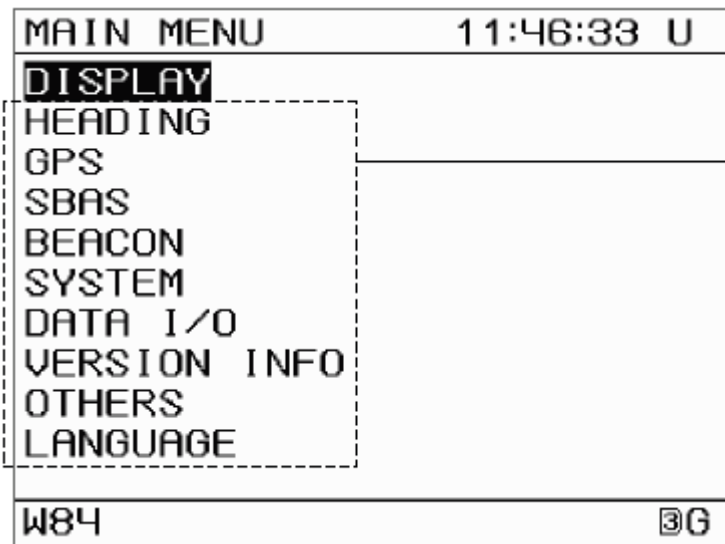 MAIN MENU 11:46:33 U
DISPLAY
HEADING
GPS
SBAS
BEACON
SYSTEM
DATA I/O
VERSION INFO
OTHERS
LANGUAGE
W84 3G